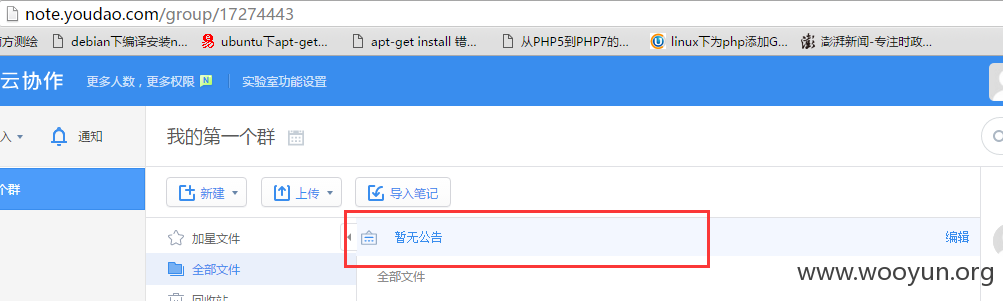 note.youdao.com/group/17274443
方测绘 debian下编译安装n... ubuntu下apt-get... apt-get install 错... 从PHP5到PHP7的... linux下为php添加G... 澎湃新闻-专注时政...
云协作 更多人数，更多权限 N 实验室功能设置
入 通知 我的第一个群
个群
新建 上传 导入笔记
加星文件 暂无公告 编辑
全部文件 全部文件
回收站
www.wooyun.org